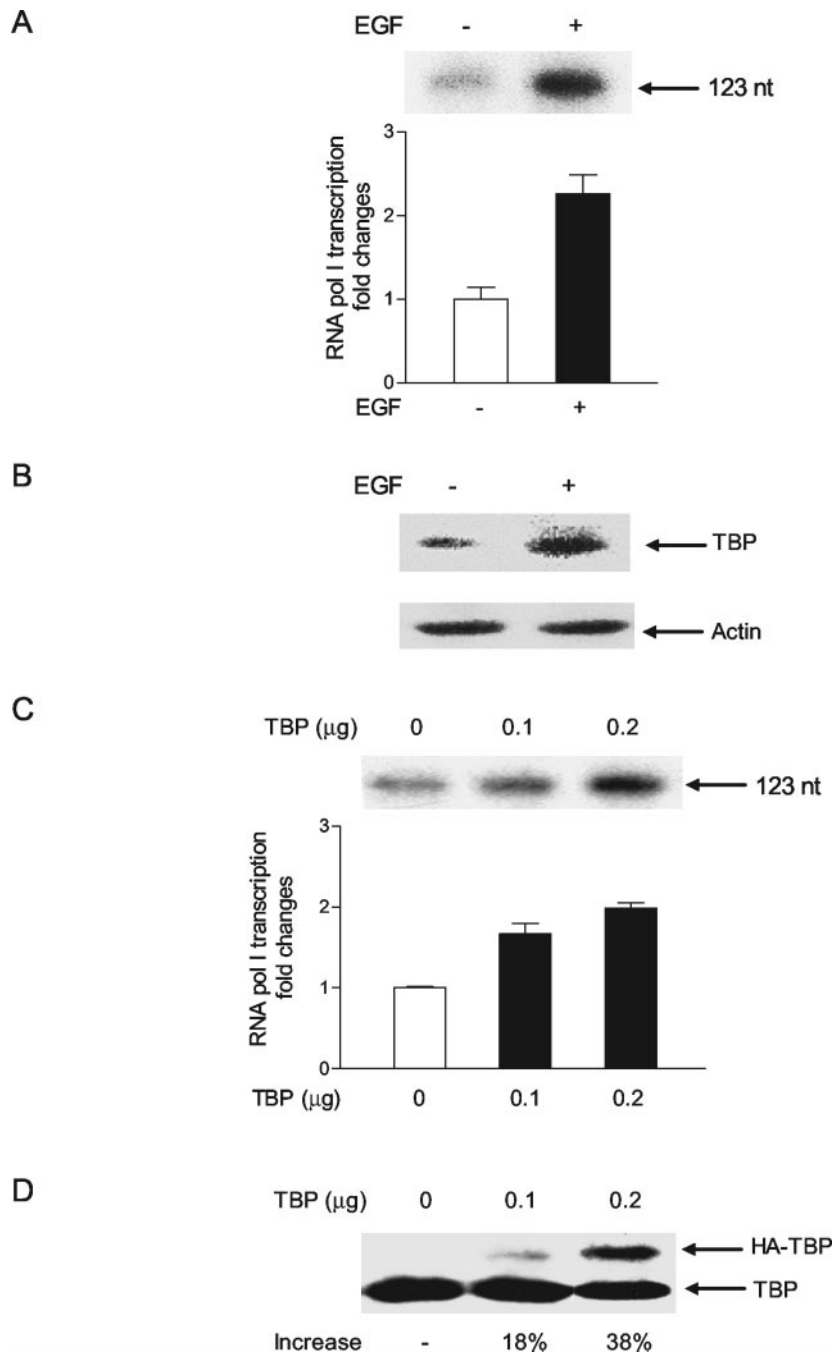 A
EGF - +
123 nt
3
2
1
0
RNA pol I transcription
fold changes
EGF - +
B
EGF - +
TBP
Actin
C
TBP (μg) 0 0.1 0.2
123 nt
3
2
1
0
RNA pol I transcription
fold changes
TBP (μg) 0 0.1 0.2
D
TBP (μg) 0 0.1 0.2
HA-TBP
TBP
Increase - 18% 38%